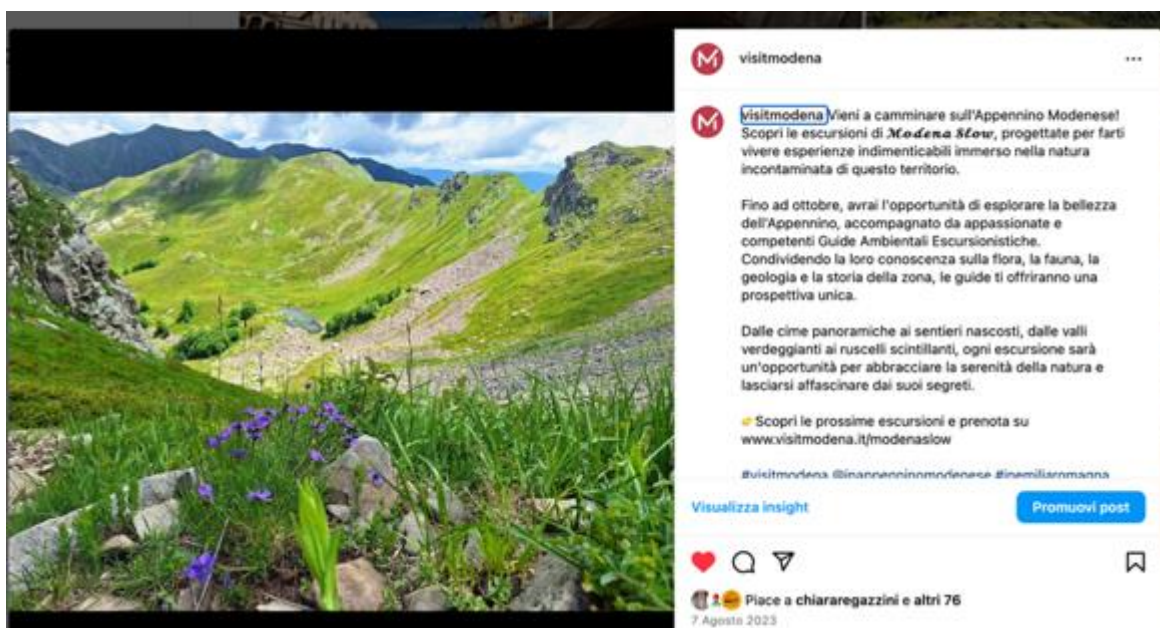 visitmodena
visitmodena Vieni a camminare sull'Appennino Modenese!
Scopri le escursioni di Modena Slow, progettate per farti
vivere esperienze indimenticabili immerso nella natura
incontaminata di questo territorio.
Fino ad ottobre, avrai l'opportunità di esplorare la bellezza
dell'Appennino, accompagnato da appassionate e
competenti Guide Ambientali Escursionistiche.
Condividendo la loro conoscenza sulla flora, la fauna, la
geologia e la storia della zona, le guide ti offriranno una
prospettiva unica.
Dalle cime panoramiche ai sentieri nascosti, dalle valli
verdeggianti ai ruscelli scintillanti, ogni escursione sarà
un'opportunità per abbracciare la serenità della natura e
lasciarsi affascinare dai suoi segreti.
👉 Scopri le prossime escursioni e prenota su
www.visitmodena.it/modenaslow
#visitmodena @inappenninomodenese #inemiliaromagna
Visualizza insight
Promuovi post
Piace a chiararegazzini e altri 76
7 Agosto 2023